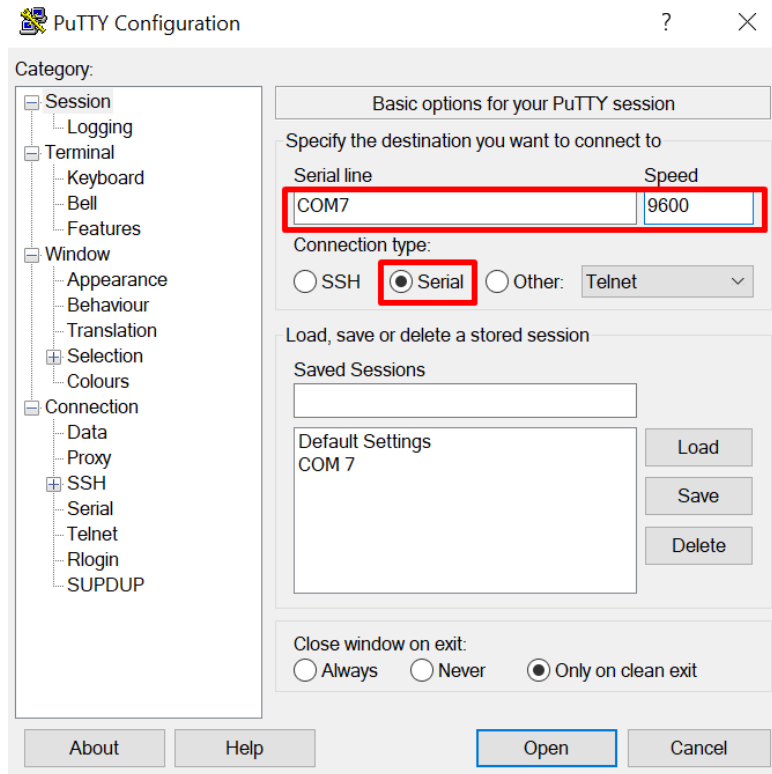 PuTTY Configuration
?
Category:
Session
Logging
Terminal
Keyboard
Bell
Features
Window
Appearance
Behaviour
Translation
Selection
Colours
Connection
Data
Proxy
SSH
Serial
Telnet
Rlogin
SUPDUP
Basic options for your PuTTY session
Specify the destination you want to connect to
Serial line Speed
COM7 9600
Connection type:
SSH Serial Other: Telnet
Load, save or delete a stored session
Saved Sessions
Default Settings
COM 7
Load
Save
Delete
Close window on exit:
Always Never Only on clean exit
About Help Open Cancel